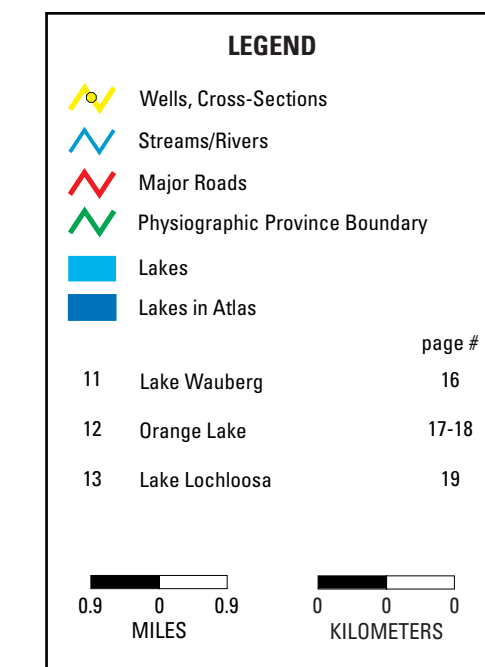 LEGEND
Wells, Cross-Sections
Streams/Rivers
Major Roads
Physiographic Province Boundary
Lakes
Lakes in Atlas
page #
11 Lake Wauberg 16
12 Orange Lake 17-18
13 Lake Lochloosa 19
0.9 0 0.9 0 0 0
MILES KILOMETERS